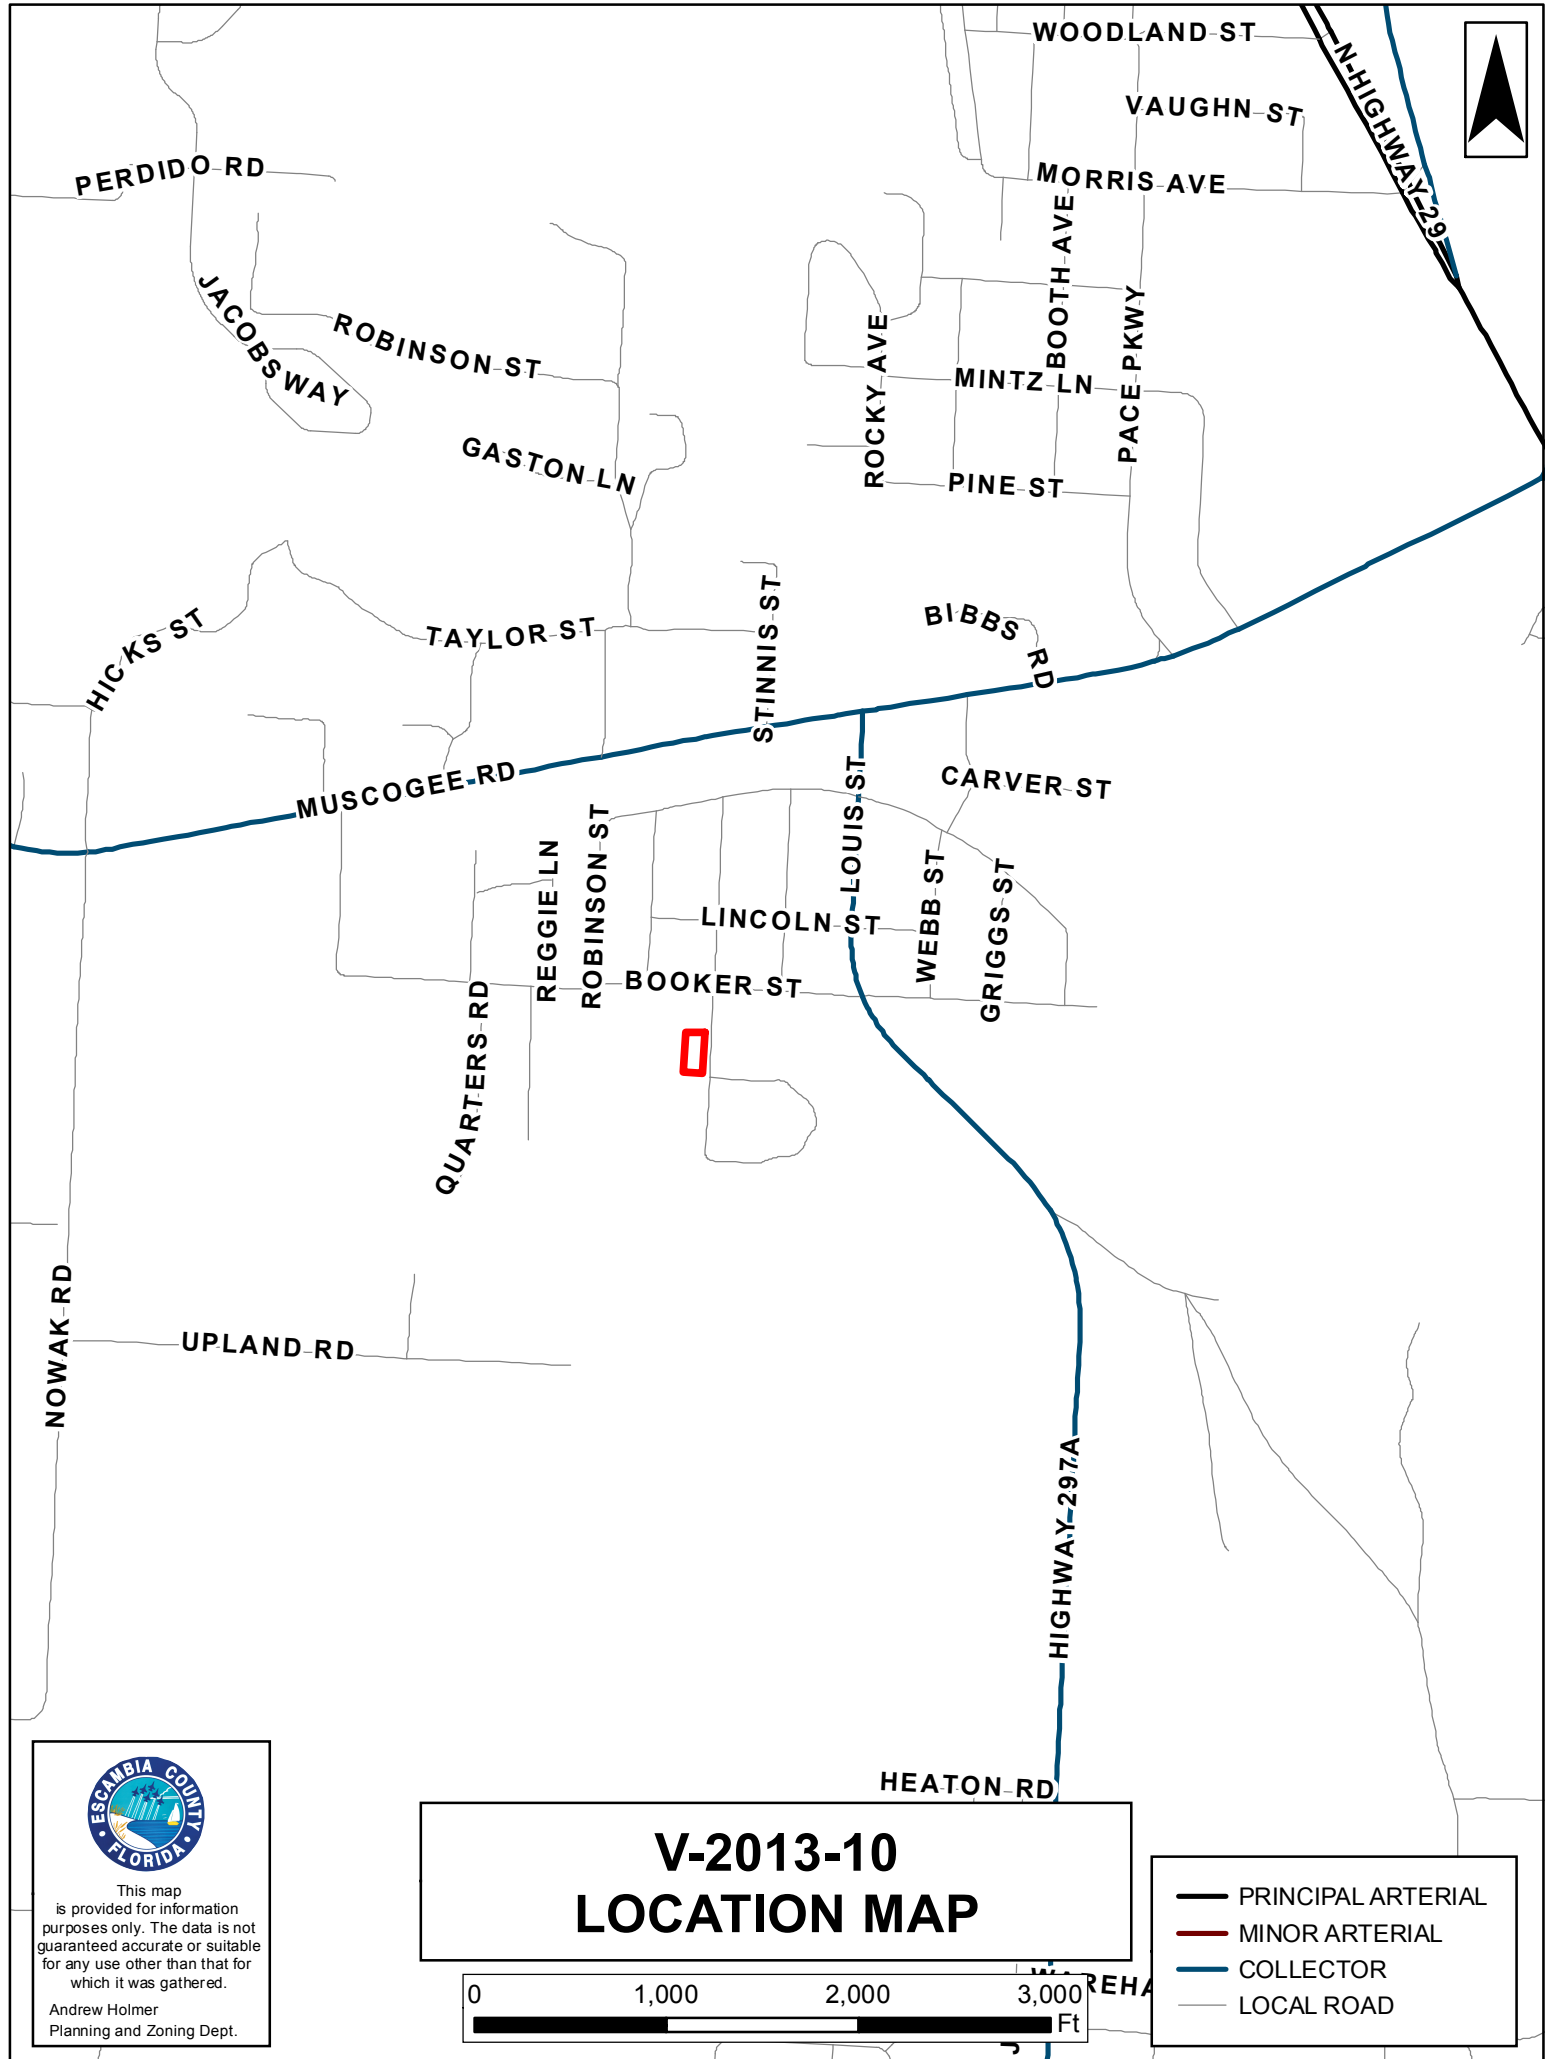 WOODLAND ST
N HIGHWAY 29
VAUGHN ST
PERDIDO RD
MORRIS AVE
BOOTH AVE
JACOBS WAY
ROBINSON ST
ROCKY AVE
PACE PKWY
MINTZ LN
GASTON LN
PINE ST
HICKS ST
TAYLOR ST
STINNIS ST
BIBBS RD
MUSCOGEE RD
CARVER ST
LOUIS ST
REGGIE LN
ROBINSON ST
WEBB ST
GRIGGS ST
LINCOLN ST
BOOKER ST
QUARTERS RD
NOWAK RD
UPLAND RD
HIGHWAY 297A
HEATON RD
ESCAMBIA COUNTY
FLORIDA
This map
is provided for information
purposes only. The data is not
guaranteed accurate or suitable
for any use other than that for
which it was gathered.
Andrew Holmer
Planning and Zoning Dept.
V-2013-10
LOCATION MAP
0 1,000 2,000 3,000
Ft
PRINCIPAL ARTERIAL
MINOR ARTERIAL
COLLECTOR
LOCAL ROAD